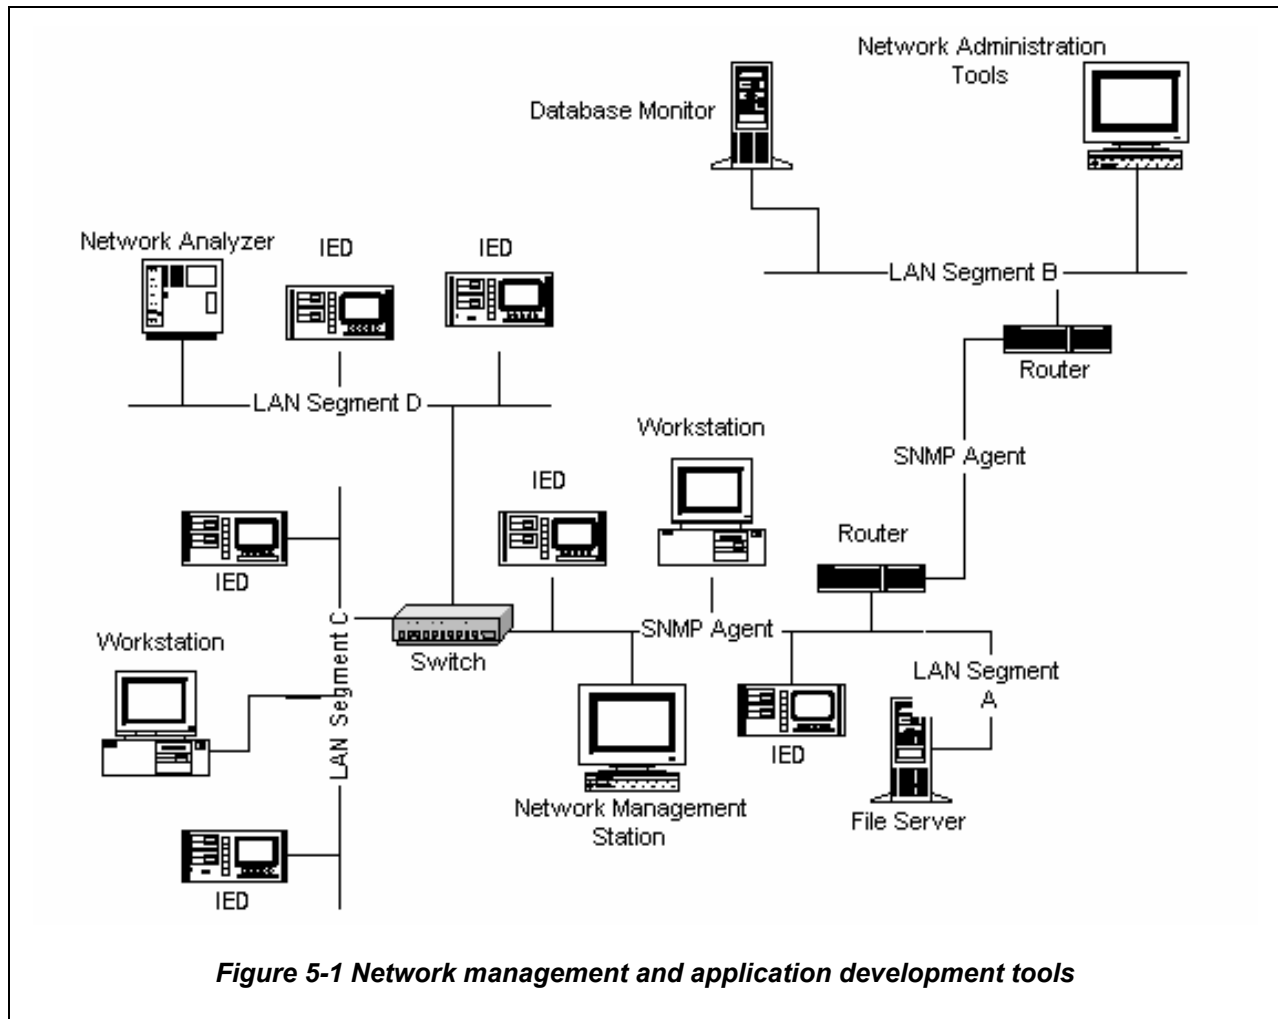 Network Administration
Tools
Database Monitor
Network Analyzer
IED
IED
LAN Segment B
Router
LAN Segment D
Workstation
SNMP Agent
IED
Router
IED
LAN Segment C
SNMP Agent
Workstation
Switch
LAN Segment
A
IED
Network Management
Station
File Server
IED
Figure 5-1 Network management and application development tools